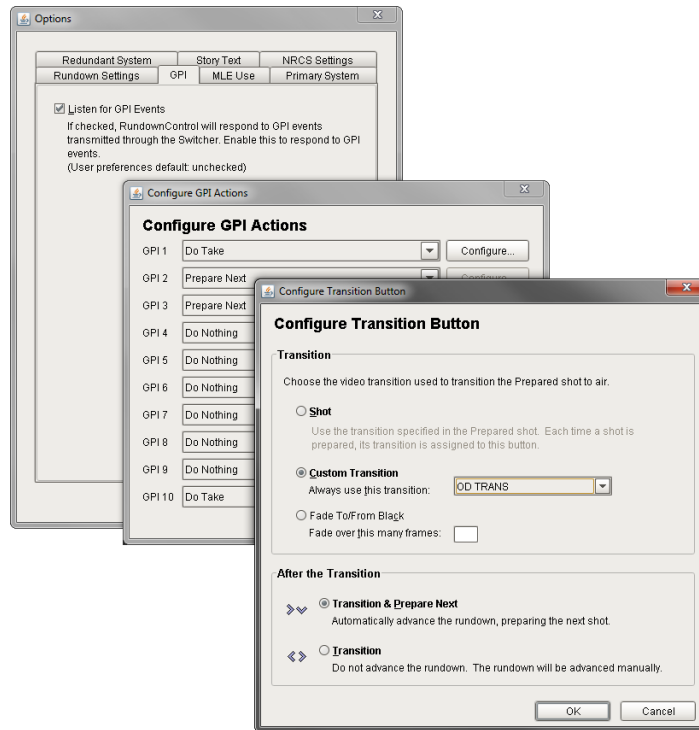 Options
Redundant System Story Text NRCS Settings
Rundown Settings GPI MLE Use Primary System
Listen for GPI Events
If checked, RundownControl will respond to GPI events
transmitted through the Switcher. Enable this to respond to GPI
events.
(User preferences default: unchecked)
Configure GPI Actions
Configure GPI Actions
GPI 1 Do Take Configure...
GPI 2 Prepare Next Configure...
GPI 3 Prepare Next
GPI 4 Do Nothing
GPI 5 Do Nothing
GPI 6 Do Nothing
GPI 7 Do Nothing
GPI 8 Do Nothing
GPI 9 Do Nothing
GPI 10 Do Take
Configure Transition Button
Configure Transition Button
Transition
Choose the video transition used to transition the Prepared shot to air.
Shot
Use the transition specified in the Prepared shot. Each time a shot is
prepared, its transition is assigned to this button.
Custom Transition
Always use this transition: OD TRANS
Fade To/From Black
Fade over this many frames:
After the Transition
Transition & Prepare Next
Automatically advance the rundown, preparing the next shot.
Transition
Do not advance the rundown. The rundown will be advanced manually.
OK Cancel